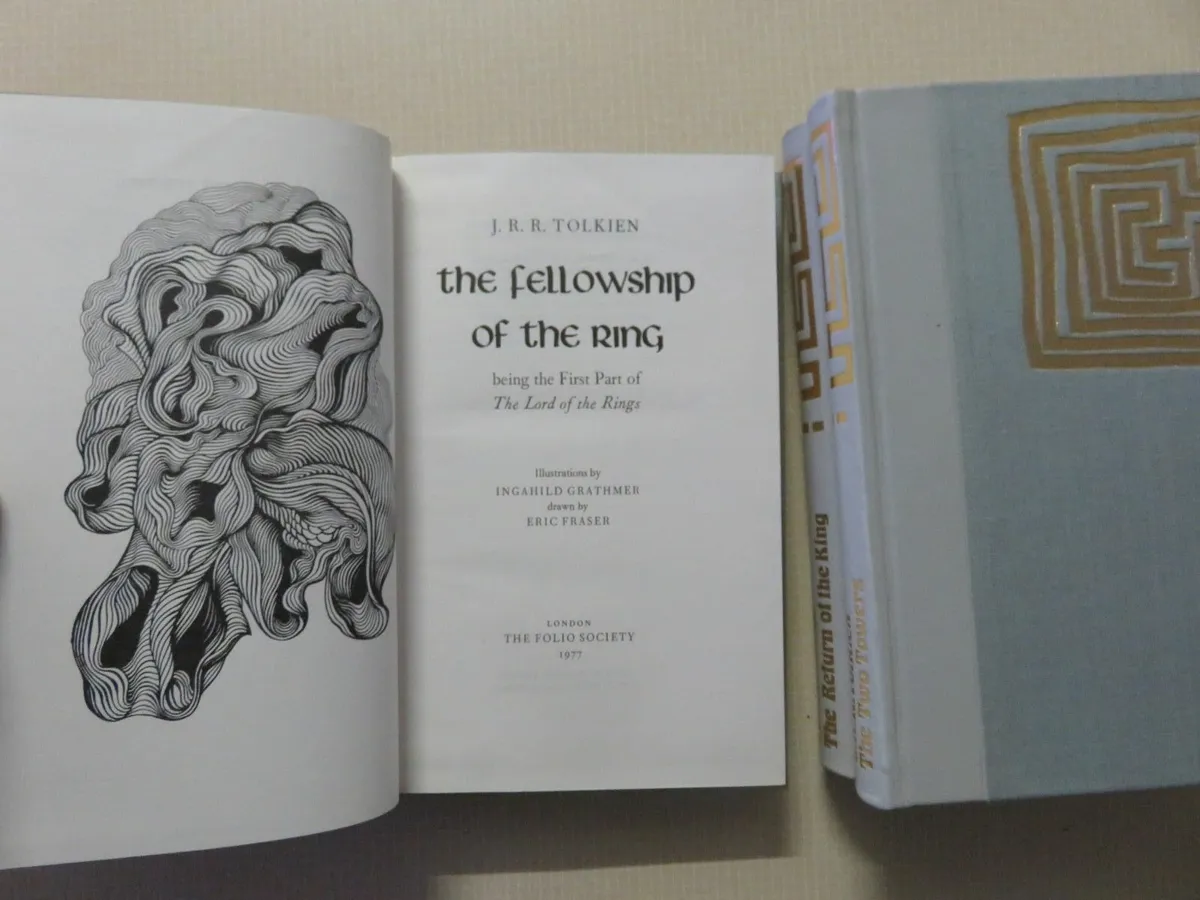 J. R. R. TOLKIEN
the fellowship
of the Ring
being the First Part of
The Lord of the Rings
Illustrations by
INGAHILD GRATHMER
drawn by
ERIC FRASER
LONDON
THE FOLIO SOCIETY
1977
The Return of the King
The Two Towers